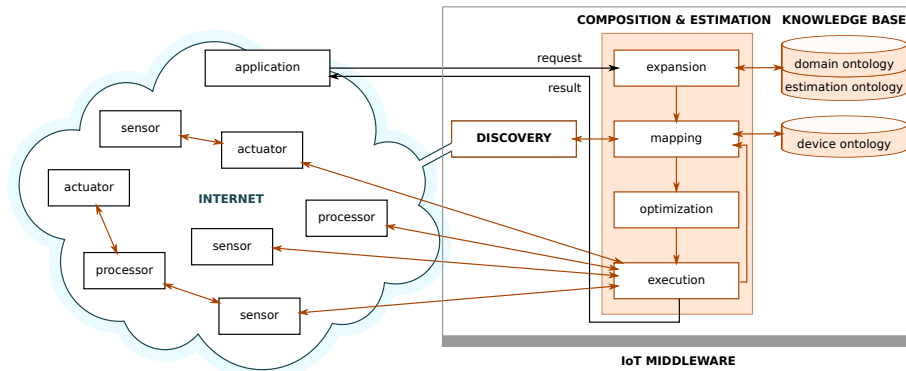 COMPOSITION & ESTIMATION
KNOWLEDGE BASE
application
request
result
expansion
domain ontology
estimation ontology
sensor
actuator
DISCOVERY
mapping
device ontology
actuator
INTERNET
processor
optimization
sensor
processor
execution
sensor
IoT MIDDLEWARE